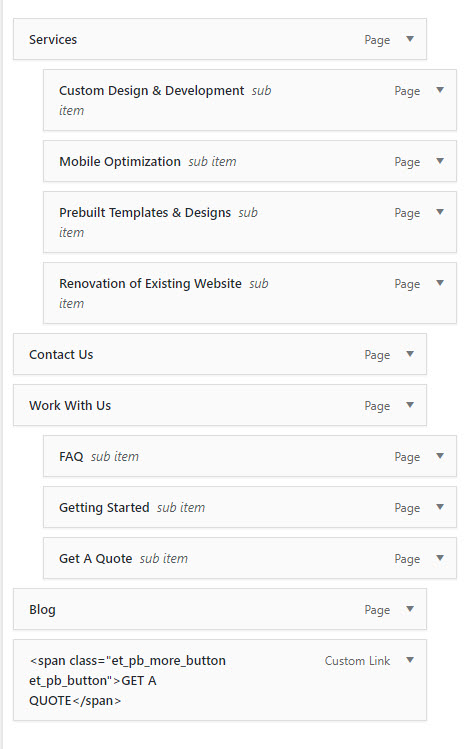 Services Page
Custom Design & Development sub Page
item
Mobile Optimization sub item Page
Prebuilt Templates & Designs sub Page
item
Renovation of Existing Website sub Page
item
Contact Us Page
Work With Us Page
FAQ sub item Page
Getting Started sub item Page
Get A Quote sub item Page
Blog Page
<span class="et_pb_more_button Custom Link
et_pb_button">GET A
QUOTE</span>